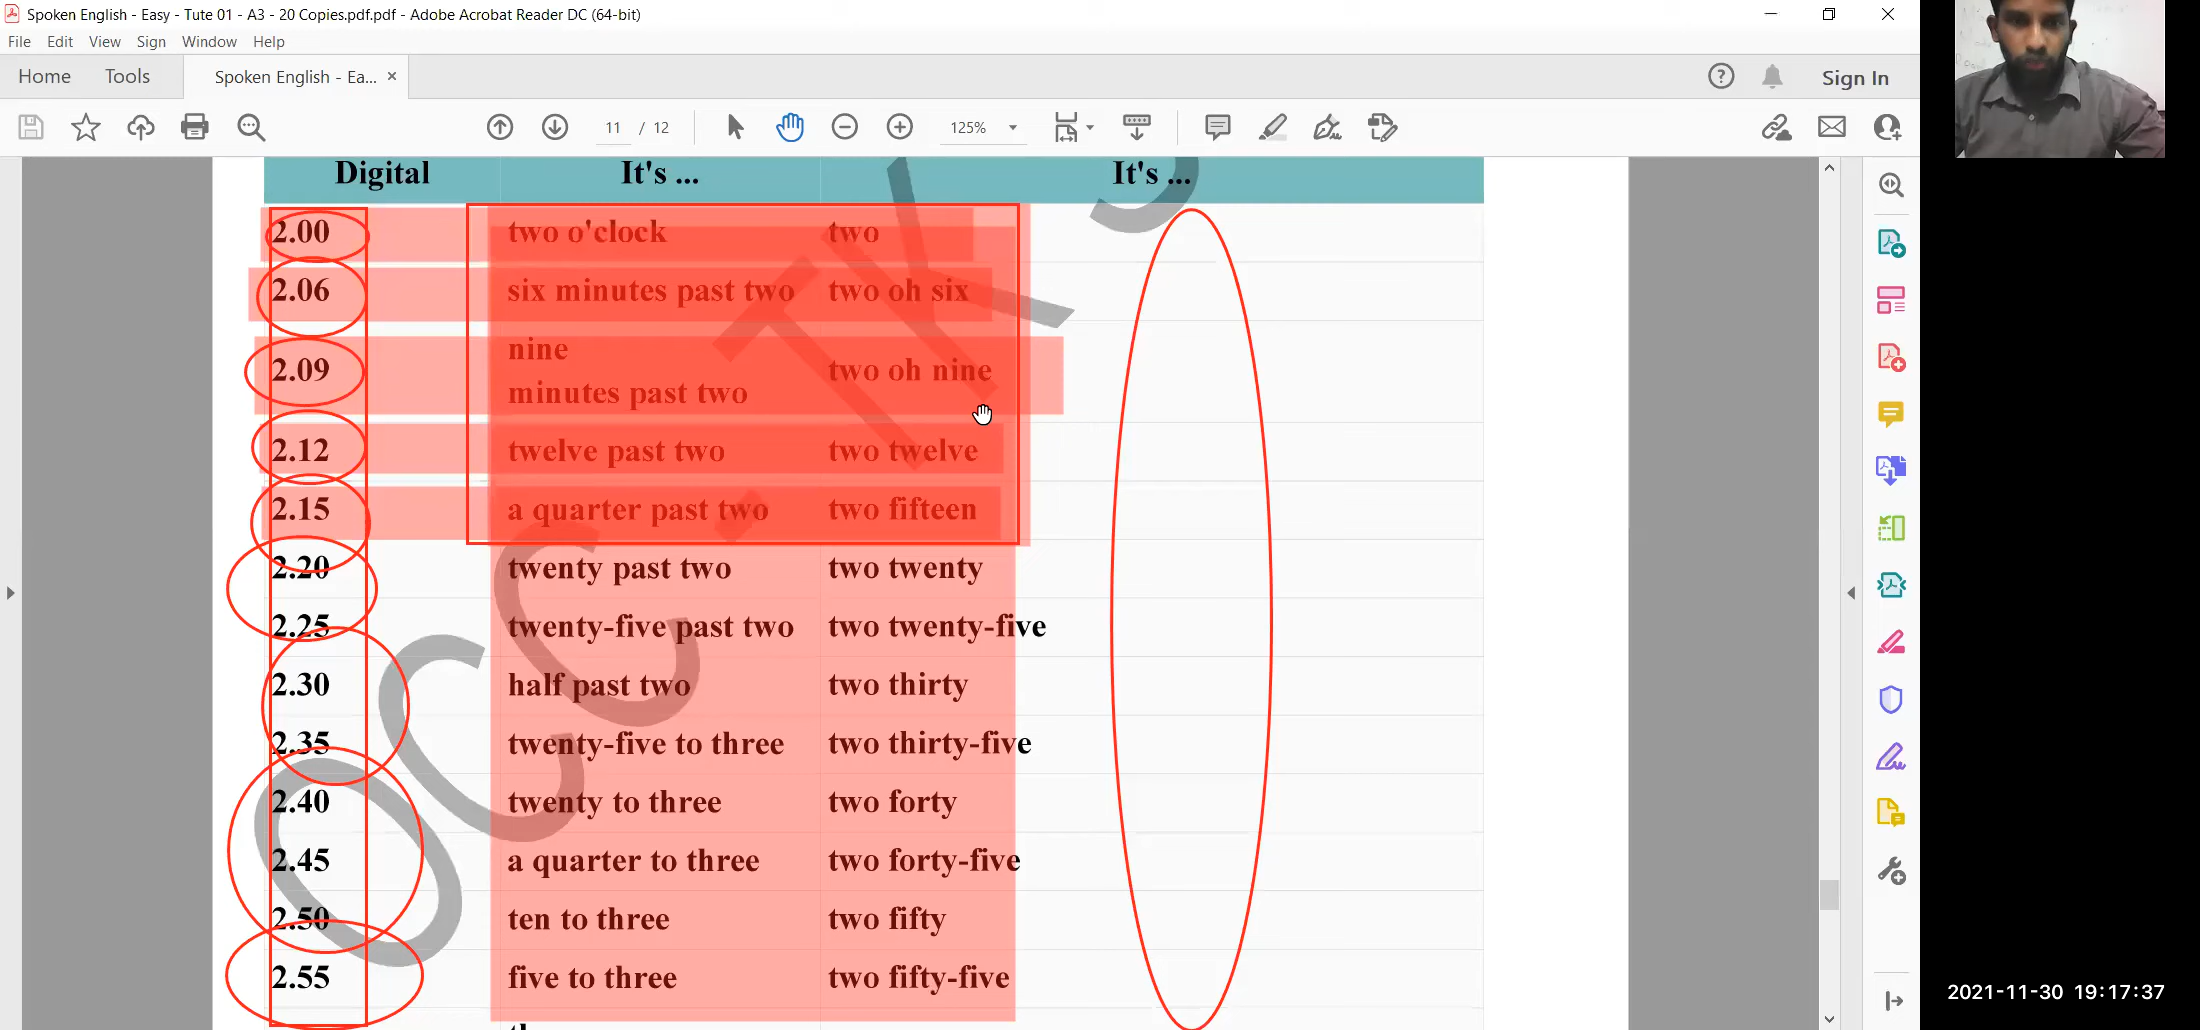 Spoken English - Easy - Tute 01 - A3 - 20 Copies.pdf.pdf - Adobe Acrobat Reader DC (64-bit)
File Edit View Sign Window Help
Home Tools Spoken English - Ea... × Sign In
11 / 12 125%
Digital It's ... It's ...
2.00 two o'clock two
2.06 six minutes past two two oh six
nine
2.09 minutes past two two oh nine
2.12 twelve past two two twelve
2.15 a quarter past two two fifteen
2.20 twenty past two two twenty
2.25 twenty-five past two two twenty-five
2.30 half past two two thirty
2.35 twenty-five to three two thirty-five
2.40 twenty to three two forty
2.45 a quarter to three two forty-five
2.50 ten to three two fifty
2.55 five to three two fifty-five
OCC - TK
2021-11-30 19:17:37